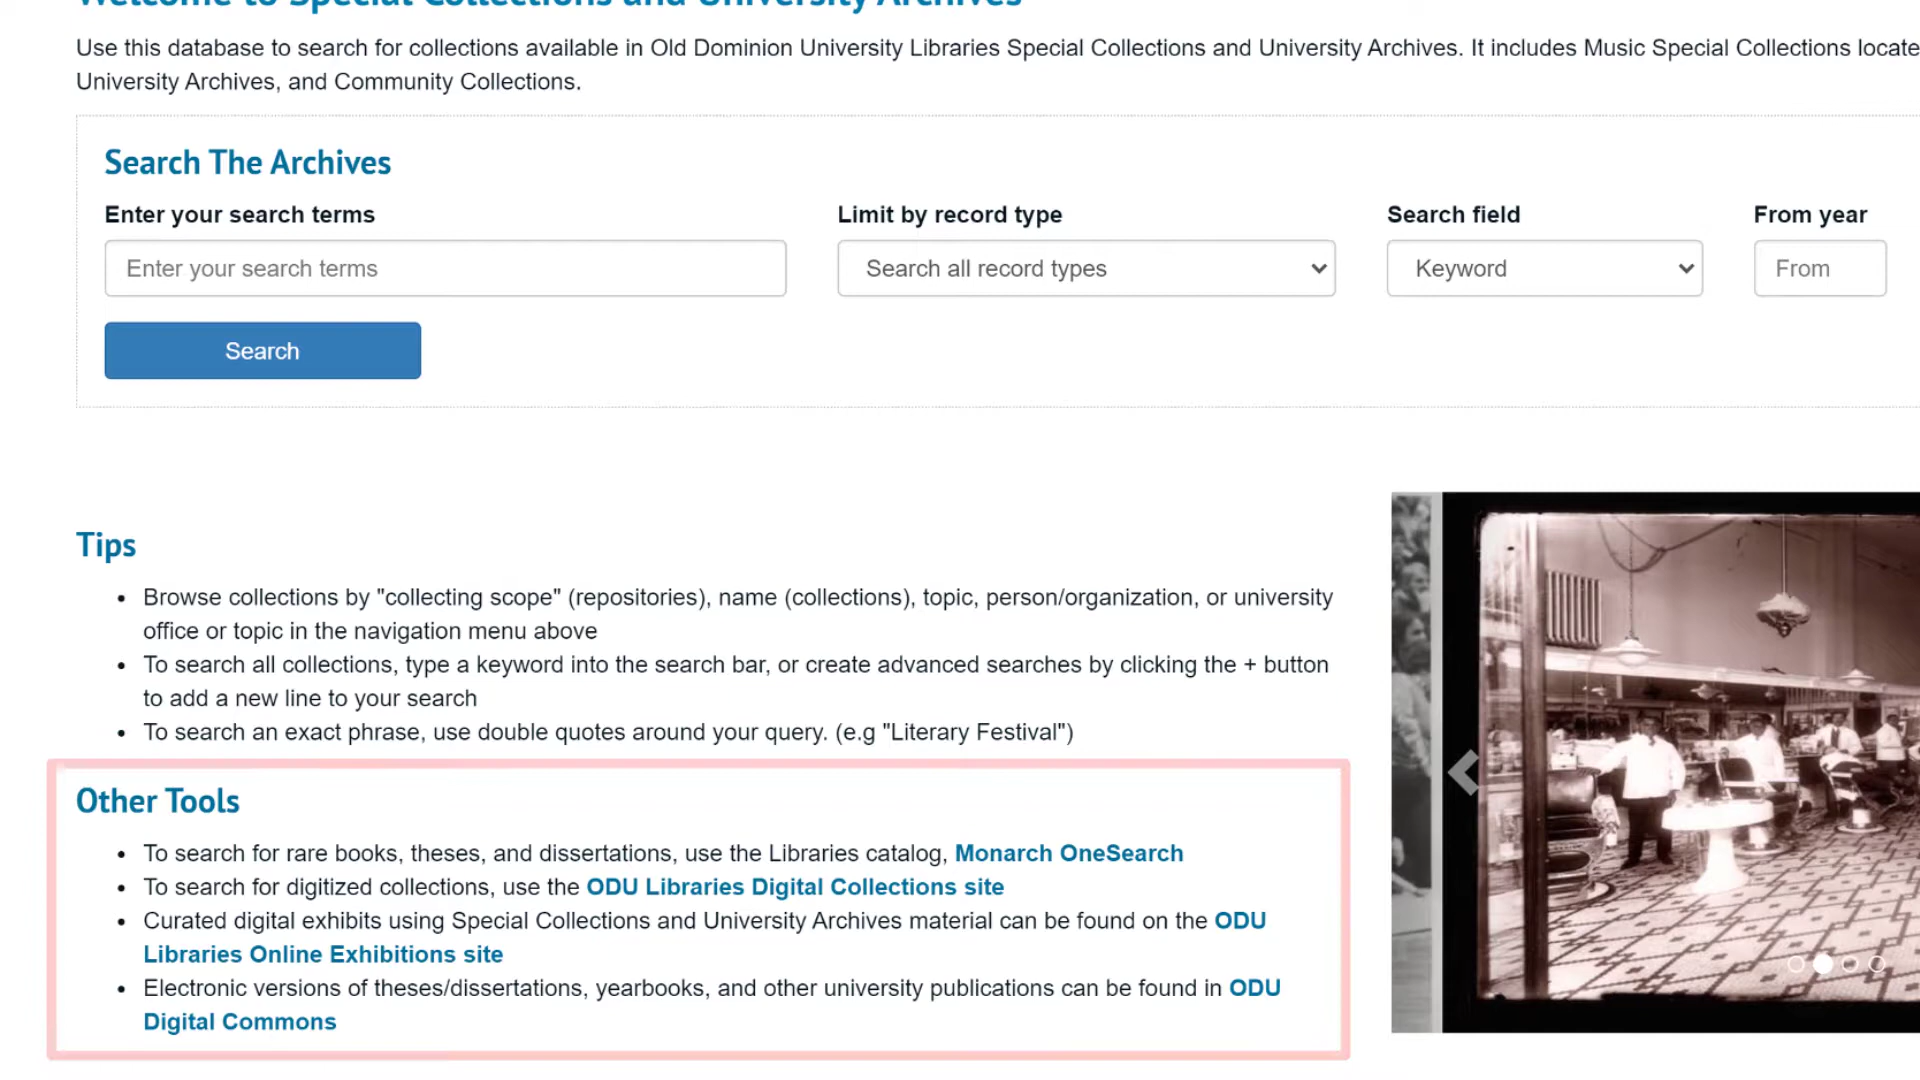 Welcome to Special Collections and University Archives
Use this database to search for collections available in Old Dominion University Libraries Special Collections and University Archives. It includes Music Special Collections locate
University Archives, and Community Collections.
Search The Archives
Enter your search terms
Limit by record type
Search field
From year
Enter your search terms
Search all record types
Keyword
From
Search
Tips
Browse collections by "collecting scope" (repositories), name (collections), topic, person/organization, or university
office or topic in the navigation menu above
To search all collections, type a keyword into the search bar, or create advanced searches by clicking the + button
to add a new line to your search
To search an exact phrase, use double quotes around your query. (e.g "Literary Festival")
Other Tools
To search for rare books, theses, and dissertations, use the Libraries catalog, Monarch OneSearch
To search for digitized collections, use the ODU Libraries Digital Collections site
Curated digital exhibits using Special Collections and University Archives material can be found on the ODU
Libraries Online Exhibitions site
Electronic versions of theses/dissertations, yearbooks, and other university publications can be found in ODU
Digital Commons